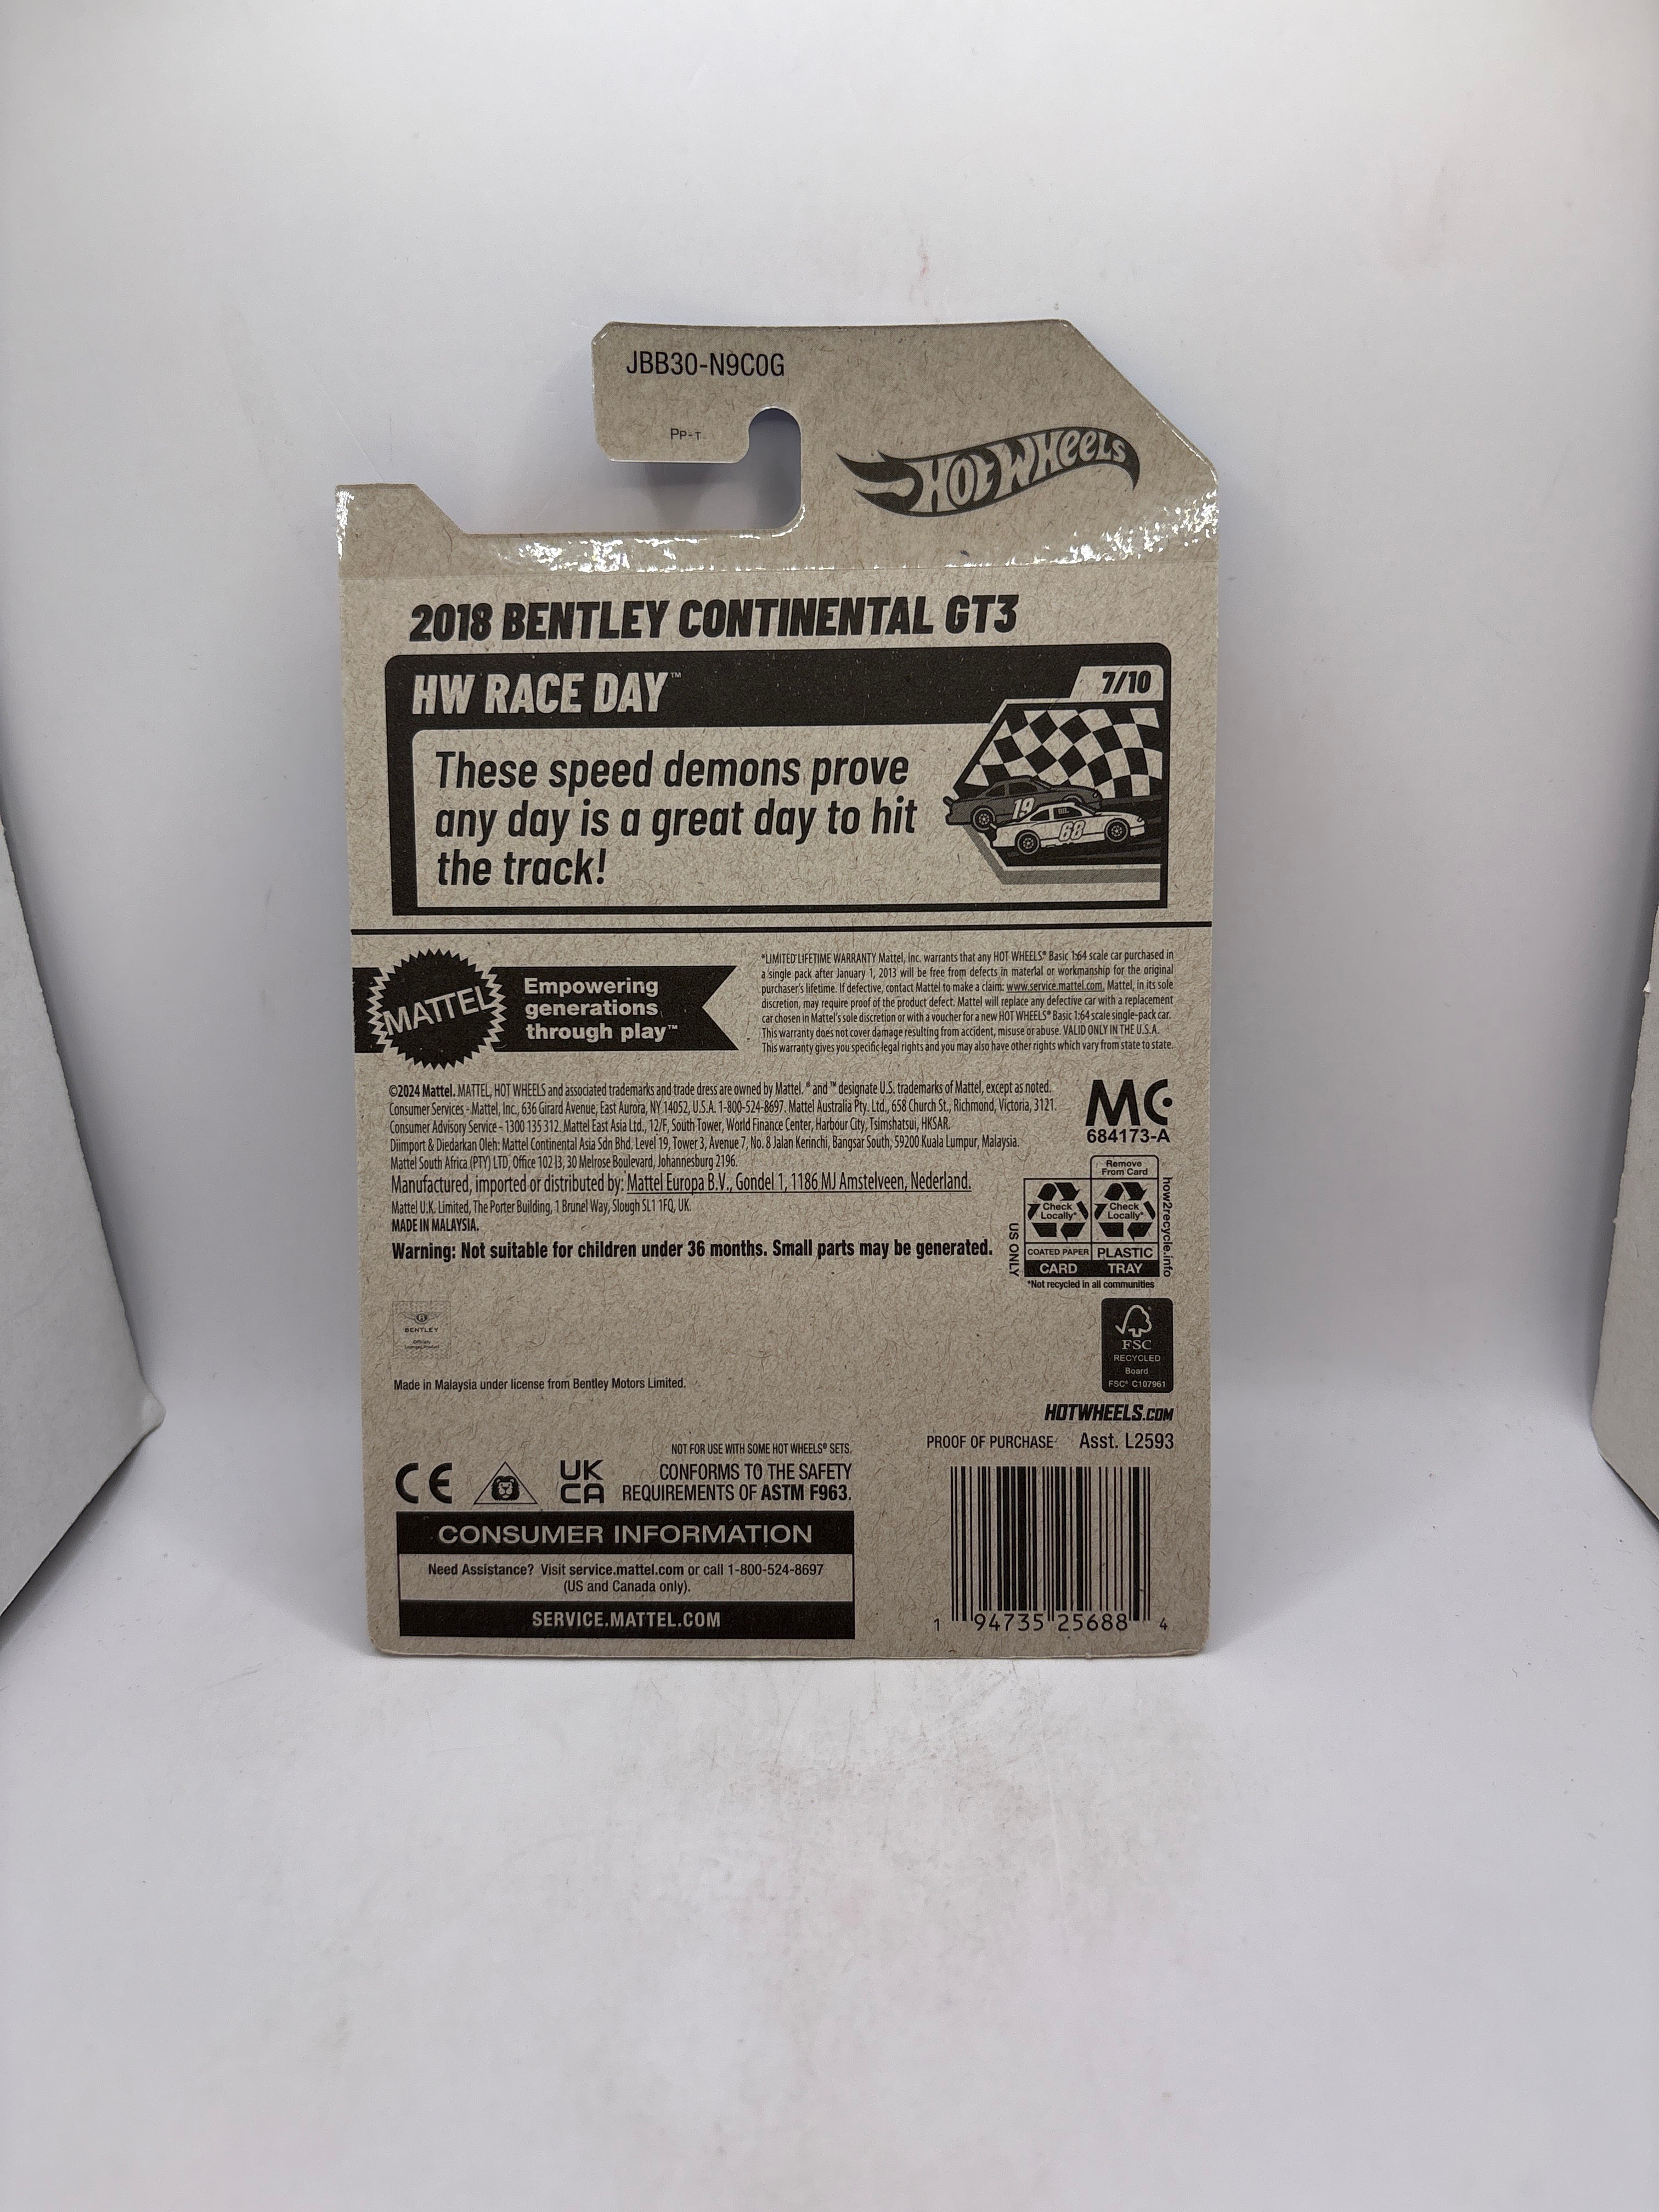 JBB30-N9C0G
PP-T
HOT WHEELS
2018 BENTLEY CONTINENTAL GT3
HW RACE DAY™
7/10
These speed demons prove
any day is a great day to hit
the track!
19
68
MATTEL
Empowering
generations
through play™
*LIMITED LIFETIME WARRANTY Mattel, Inc. warrants that any HOT WHEELS® Basic 1:64 scale car purchased in
a single pack after January 1, 2013 will be free from defects in material or workmanship for the original
purchaser's lifetime. If defective, contact Mattel to make a claim: www.service.mattel.com. Mattel, in its sole
discretion, may require proof of the product defect. Mattel will replace any defective car with a replacement
car chosen in Mattel's sole discretion or with a voucher for a new HOT WHEELS® Basic 1:64 scale single-pack car.
This warranty does not cover damage resulting from accident, misuse or abuse. VALID ONLY IN THE U.S.A.
This warranty gives you specific legal rights and you may also have other rights which vary from state to state.
©2024 Mattel. MATTEL, HOT WHEELS and associated trademarks and trade dress are owned by Mattel. ® and ™ designate U.S. trademarks of Mattel, except as noted.
Consumer Services - Mattel, Inc., 636 Girard Avenue, East Aurora, NY 14052, U.S.A. 1-800-524-8697. Mattel Australia Pty. Ltd., 658 Church St., Richmond, Victoria, 3121.
Consumer Advisory Service - 1300 135 312. Mattel East Asia Ltd., 12/F, South Tower, World Finance Center, Harbour City, Tsimshatsui, HKSAR.
Diimport & Diedarkan Oleh: Mattel Continental Asia Sdn Bhd. Level 19, Tower 3, Avenue 7, No. 8 Jalan Kerinchi, Bangsar South, 59200 Kuala Lumpur, Malaysia.
Mattel South Africa (PTY) LTD, Office 102 I3, 30 Melrose Boulevard, Johannesburg 2196.
Manufactured, imported or distributed by: Mattel Europa B.V., Gondel 1, 1186 MJ Amstelveen, Nederland.
Mattel U.K. Limited, The Porter Building, 1 Brunel Way, Slough SL1 1FQ, UK.
MADE IN MALAYSIA.
Warning: Not suitable for children under 36 months. Small parts may be generated.
MC
684173-A
Remove
From Card
Check
Locally*
Check
Locally*
COATED PAPER
PLASTIC
CARD
TRAY
US ONLY
how2recycle.info
*Not recycled in all communities
BENTLEY
Officially
Licensed Product
FSC
RECYCLED
Board
FSC® C107961
Made in Malaysia under license from Bentley Motors Limited.
HOTWHEELS.COM
PROOF OF PURCHASE Asst. L2593
NOT FOR USE WITH SOME HOT WHEELS® SETS.
CE
UK
CA
CONFORMS TO THE SAFETY
REQUIREMENTS OF ASTM F963.
CONSUMER INFORMATION
Need Assistance? Visit service.mattel.com or call 1-800-524-8697
(US and Canada only).
SERVICE.MATTEL.COM
1 94735 25688 4